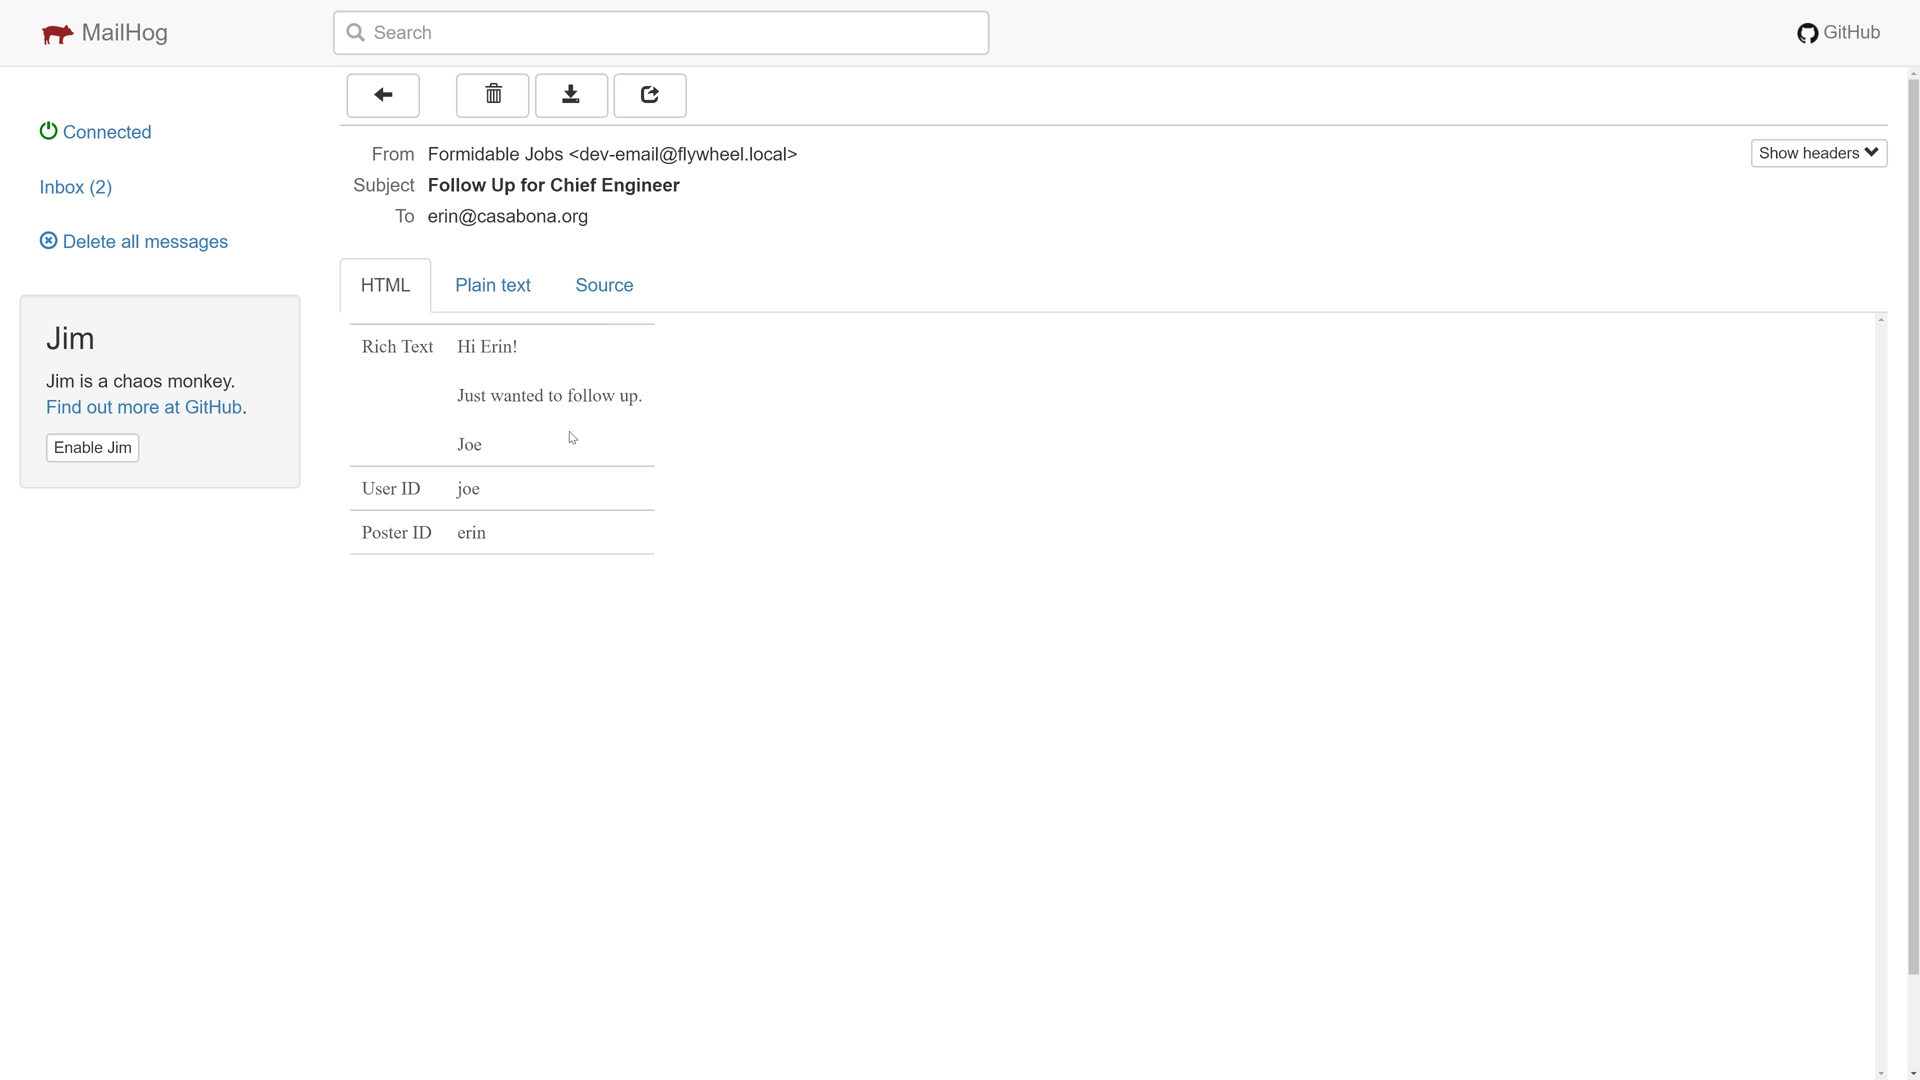 MailHog
Search
GitHub
Connected
Inbox (2)
Delete all messages
Jim
Jim is a chaos monkey.
Find out more at GitHub.
Enable Jim
From Formidable Jobs <dev-email@flywheel.local>
Subject Follow Up for Chief Engineer
To erin@casabona.org
Show headers
HTML Plain text Source
Rich Text Hi Erin!
Just wanted to follow up.
Joe
User ID joe
Poster ID erin